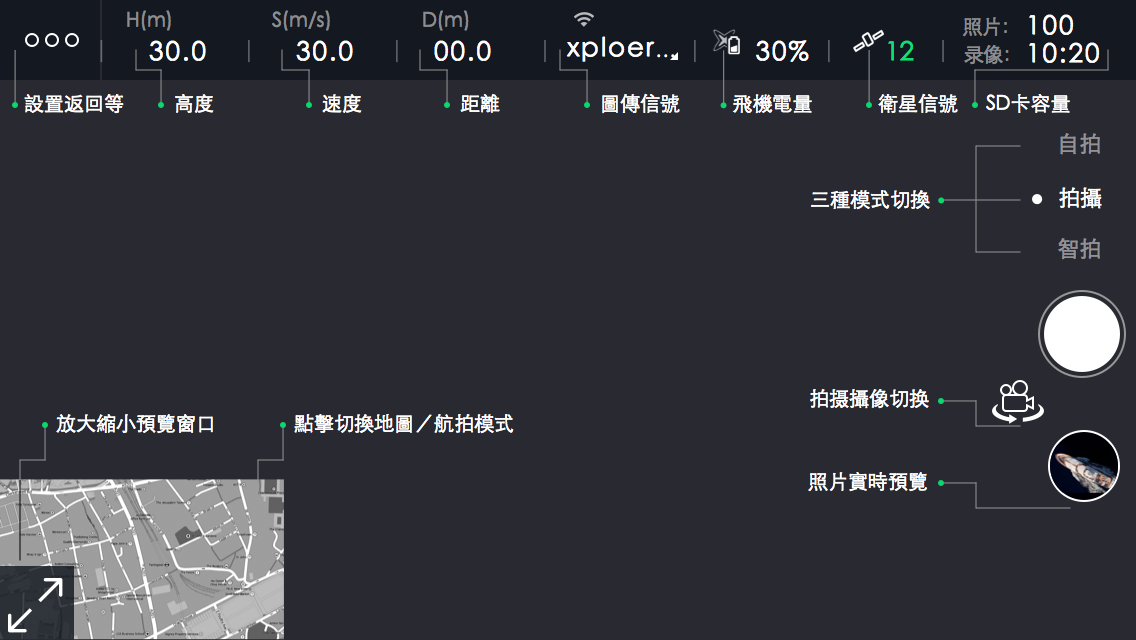 H(m)
S(m/s)
D(m)
照片: 100
30.0
30.0
00.0
xploer...
30%
12
录像: 10:20
設置返回等
高度
速度
距離
圖傳信號
飛機電量
衛星信號
SD卡容量
自拍
三種模式切換
拍攝
智拍
拍摄攝像切換
放大縮小預覽窗口
點擊切換地圖／航拍模式
照片實時預覽